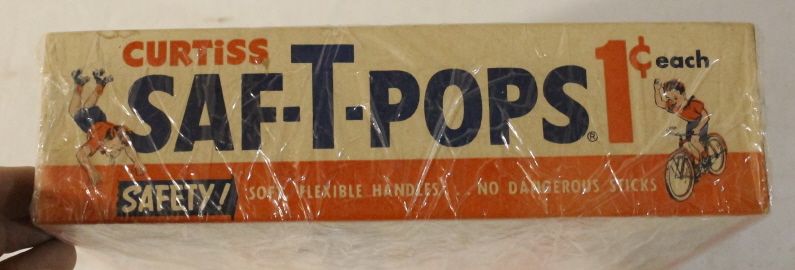 CURTiSS
SAF-T-POPS® 1¢ each
SAFETY! SOFT FLEXIBLE HANDLES... NO DANGEROUS STICKS